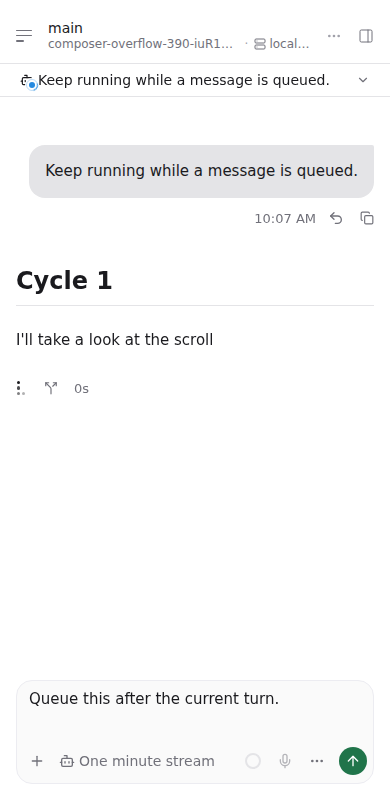 main
composer-overflow-390-iuR1… · local…
Keep running while a message is queued.
Keep running while a message is queued.
10:07 AM
Cycle 1
I'll take a look at the scroll
0s
Queue this after the current turn.
One minute stream